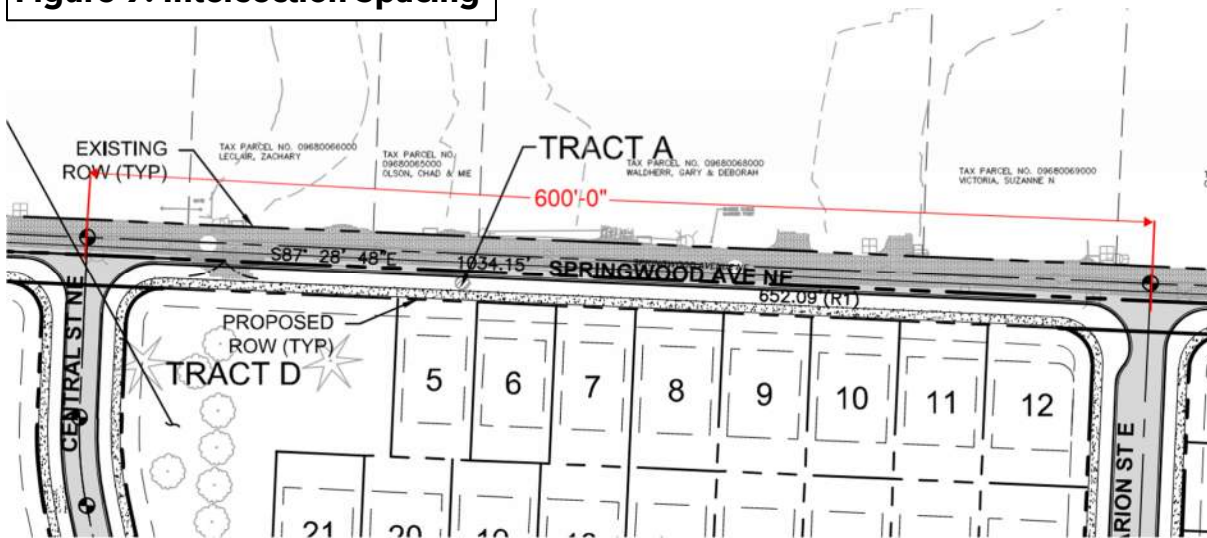 Figure 9: Intersection Spacing
EXISTING
ROW (TYP)
TAX PARCEL NO. 09680066000
LECLAIR, ZACHARY
TAX PARCEL NO.
09680065000
OLSON, CHAD & MIE
TRACT A
TAX PARCEL NO. 09680068000
WALDHERR, GARY & DEBORAH
TAX PARCEL NO. 09680069000
VICTORIA, SUZANNE N
600'-0"
S87° 28' 48"E
1034.15'
SPRINGWOOD AVE NE
652.09'(R1)
CENTRAL ST NE
PROPOSED
ROW (TYP)
TRACT D
5
6
7
8
9
10
11
12
ARION ST E
21
20
19
18